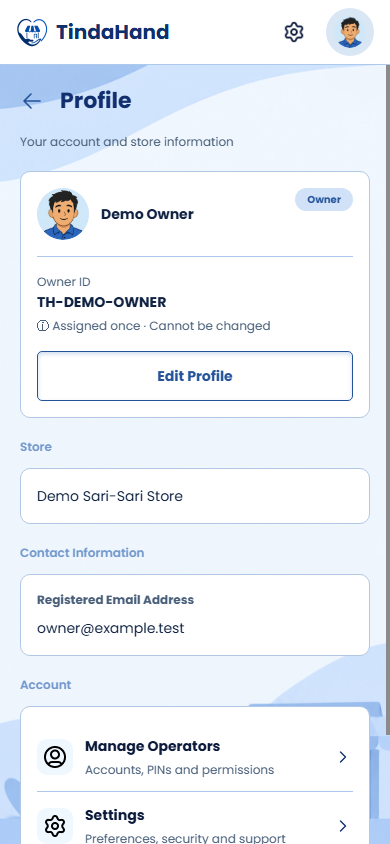 TindaHand
Profile
Your account and store information
Demo Owner
Owner
Owner ID
TH-DEMO-OWNER
Assigned once · Cannot be changed
Edit Profile
Store
Demo Sari-Sari Store
Contact Information
Registered Email Address
owner@example.test
Account
Manage Operators
Accounts, PINs and permissions
Settings
Preferences, security and support